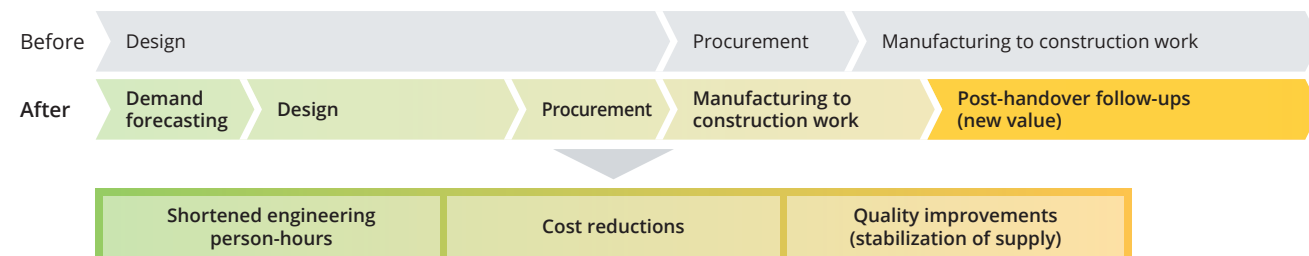 Before
Design
Procurement
Manufacturing to construction work
After
Demand
forecasting
Design
Procurement
Manufacturing to
construction work
Post-handover follow-ups
(new value)
Shortened engineering
person-hours
Cost reductions
Quality improvements
(stabilization of supply)